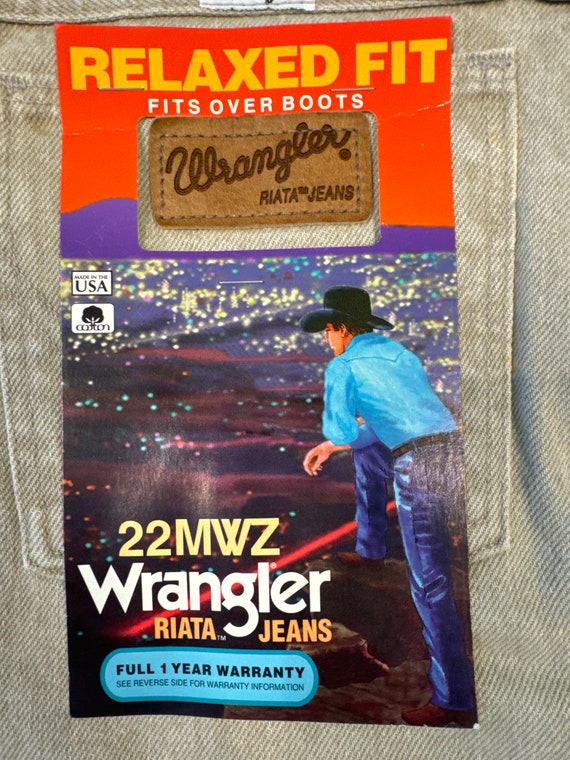 RELAXED FIT
FITS OVER BOOTS
Wrangler®
RIATA™ JEANS
MADE IN THE
USA
cotton
22MWZ
Wrangler
RIATA™ JEANS
FULL 1 YEAR WARRANTY
SEE REVERSE SIDE FOR WARRANTY INFORMATION